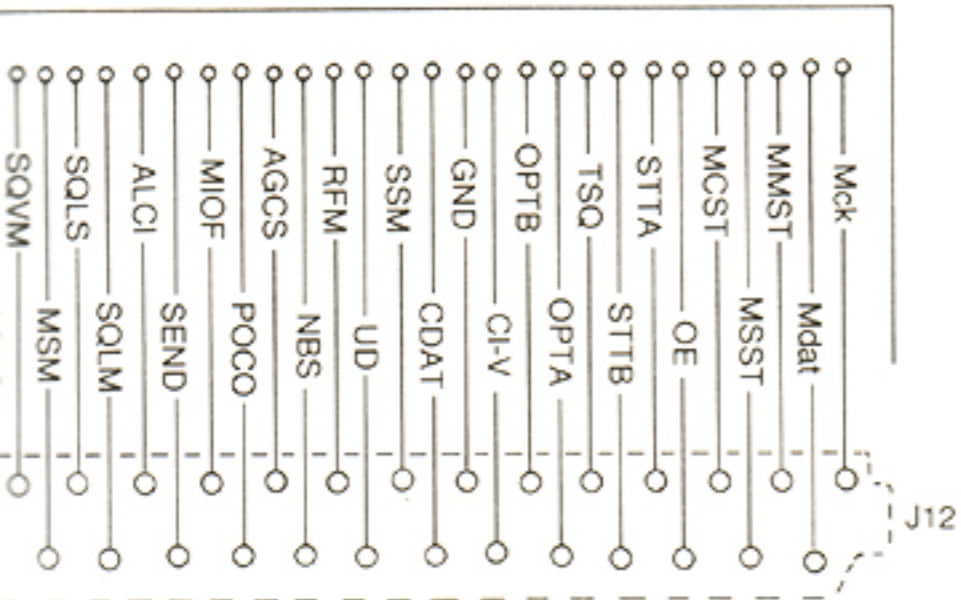 SQVM
MSM
SQLS
SQLM
ALCI
SEND
MIOF
POCO
AGCS
NBS
RFM
UD
SSM
CDAT
GND
CI-V
OPTB
OPTA
TSQ
STTB
STTA
OE
MCST
MSST
MMST
Mdat
Mck
J12